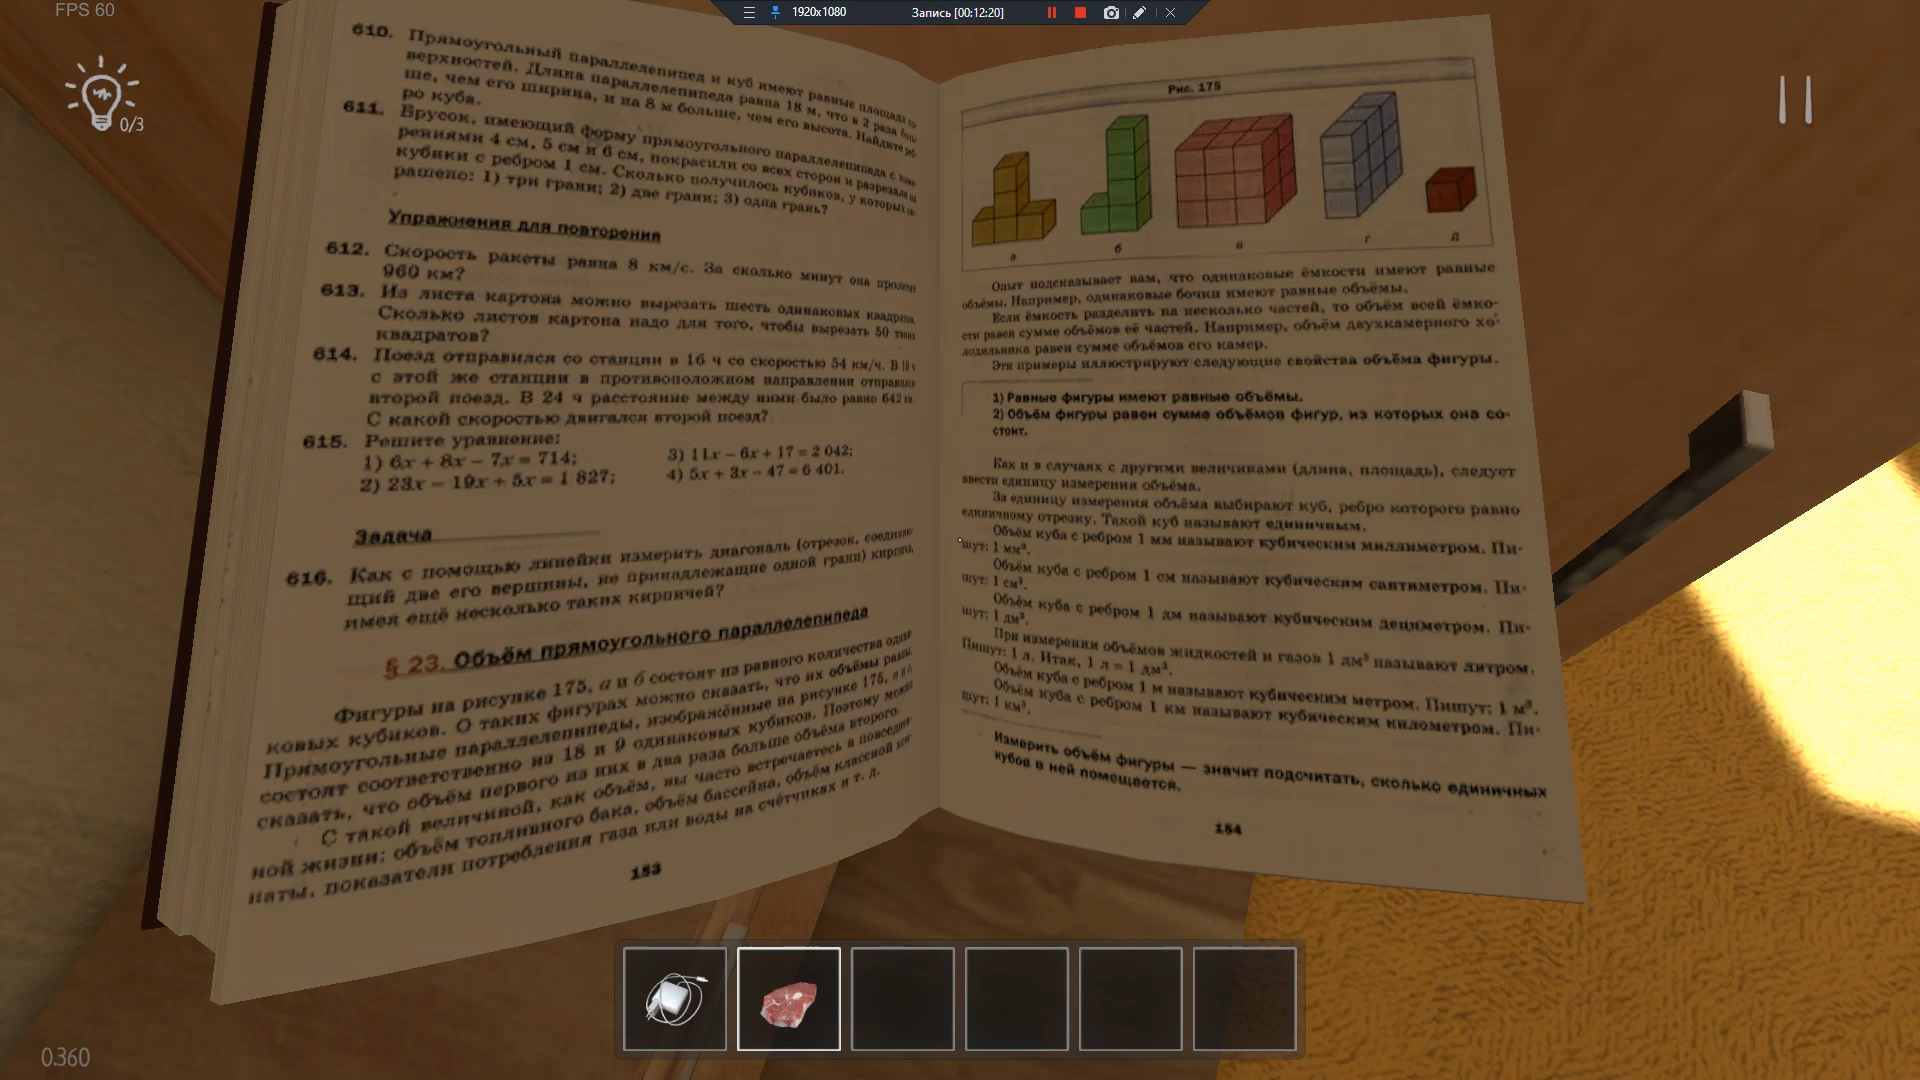 FPS 60
1920x1080
Запись [00:12:20]
0/3
610. Прямоугольный параллелепипед и куб имеют равные площади
верхностей. Длина параллелепипеда равна 18 м, что в 2 раза
ше, чем его ширина, и на 8 м больше, чем его высота. Найдите
ро куба.
611. Брусок, имеющий форму прямоугольного параллелепипеда с
рениями 4 см, 5 см и 6 см, покрасили со всех сторон и разрезали на
кубики с ребром 1 см. Сколько получилось кубиков, у которых
рашено: 1) три грани; 2) две грани; 3) одна грань?
Упражнения для повторения
612. Скорость ракеты равна 8 км/с. За сколько минут она
960 км?
613. Из листа картона можно вырезать шесть одинаковых
Сколько листов картона надо для того, чтобы вырезать 50
квадратов?
614. Поезд отправился со станции в 16 ч со скоростью 54 км/ч. В 19 ч
с этой же станции в противоположном направлении
второй поезд. В 24 ч расстояние между ними было равно 642
С какой скоростью двигался второй поезд?
615. Решите уравнение:
1) 6x + 8x − 7x = 714;
3) 11x − 6x + 17 = 2 042;
2) 23x − 19x + 5x = 1 827;
4) 5x + 3x − 47 = 6 401.
Задача
616. Как с помощью линейки измерить диагональ (отрезок,
щий две его вершины, не принадлежащие одной грани) кирпича,
имея ещё несколько таких кирпичей?
§ 23. Объём прямоугольного параллелепипеда
Фигуры на рисунке 175, а и б состоят из равного количества
ковых кубиков. О таких фигурах можно сказать, что их объёмы равны.
Прямоугольные параллелепипеды, изображённые на рисунке 175,
состоят соответственно из 18 и 9 одинаковых кубиков. Поэтому можно
сказать, что объём первого из них в два раза больше объёма второго.
С такой величиной, как объём, вы часто встречаетесь в
ной жизни: объём топливного бака, объём бассейна, объём классной
наты, показатели потребления газа или воды на счётчиках и т. д.
153
Рис. 175
а
б
в
г
д
Опыт подсказывает вам, что одинаковые ёмкости имеют равные
объёмы. Например, одинаковые бочки имеют равные объёмы.
Если ёмкость разделить на несколько частей, то объём всей ёмко-
сти равен сумме объёмов её частей. Например, объём двухкамерного хо-
лодильника равен сумме объёмов его камер.
Эти примеры иллюстрируют следующие свойства объёма фигуры.
1) Равные фигуры имеют равные объёмы.
2) Объём фигуры равен сумме объёмов фигур, из которых она со-
стоит.
Как и в случаях с другими величинами (длина, площадь), следует
ввести единицу измерения объёма.
За единицу измерения объёма выбирают куб, ребро которого равно
единичному отрезку. Такой куб называют единичным.
Объём куба с ребром 1 мм называют кубическим миллиметром. Пи-
шут: 1 мм³.
Объём куба с ребром 1 см называют кубическим сантиметром. Пи-
шут: 1 см³.
Объём куба с ребром 1 дм называют кубическим дециметром. Пи-
шут: 1 дм³.
При измерении объёмов жидкостей и газов 1 дм³ называют литром.
Пишут: 1 л. Итак, 1 л = 1 дм³.
Объём куба с ребром 1 м называют кубическим метром. Пишут: 1 м³.
Объём куба с ребром 1 км называют кубическим километром. Пи-
шут: 1 км³.
Измерить объём фигуры — значит подсчитать, сколько единичных
кубов в ней помещается.
154
0.360